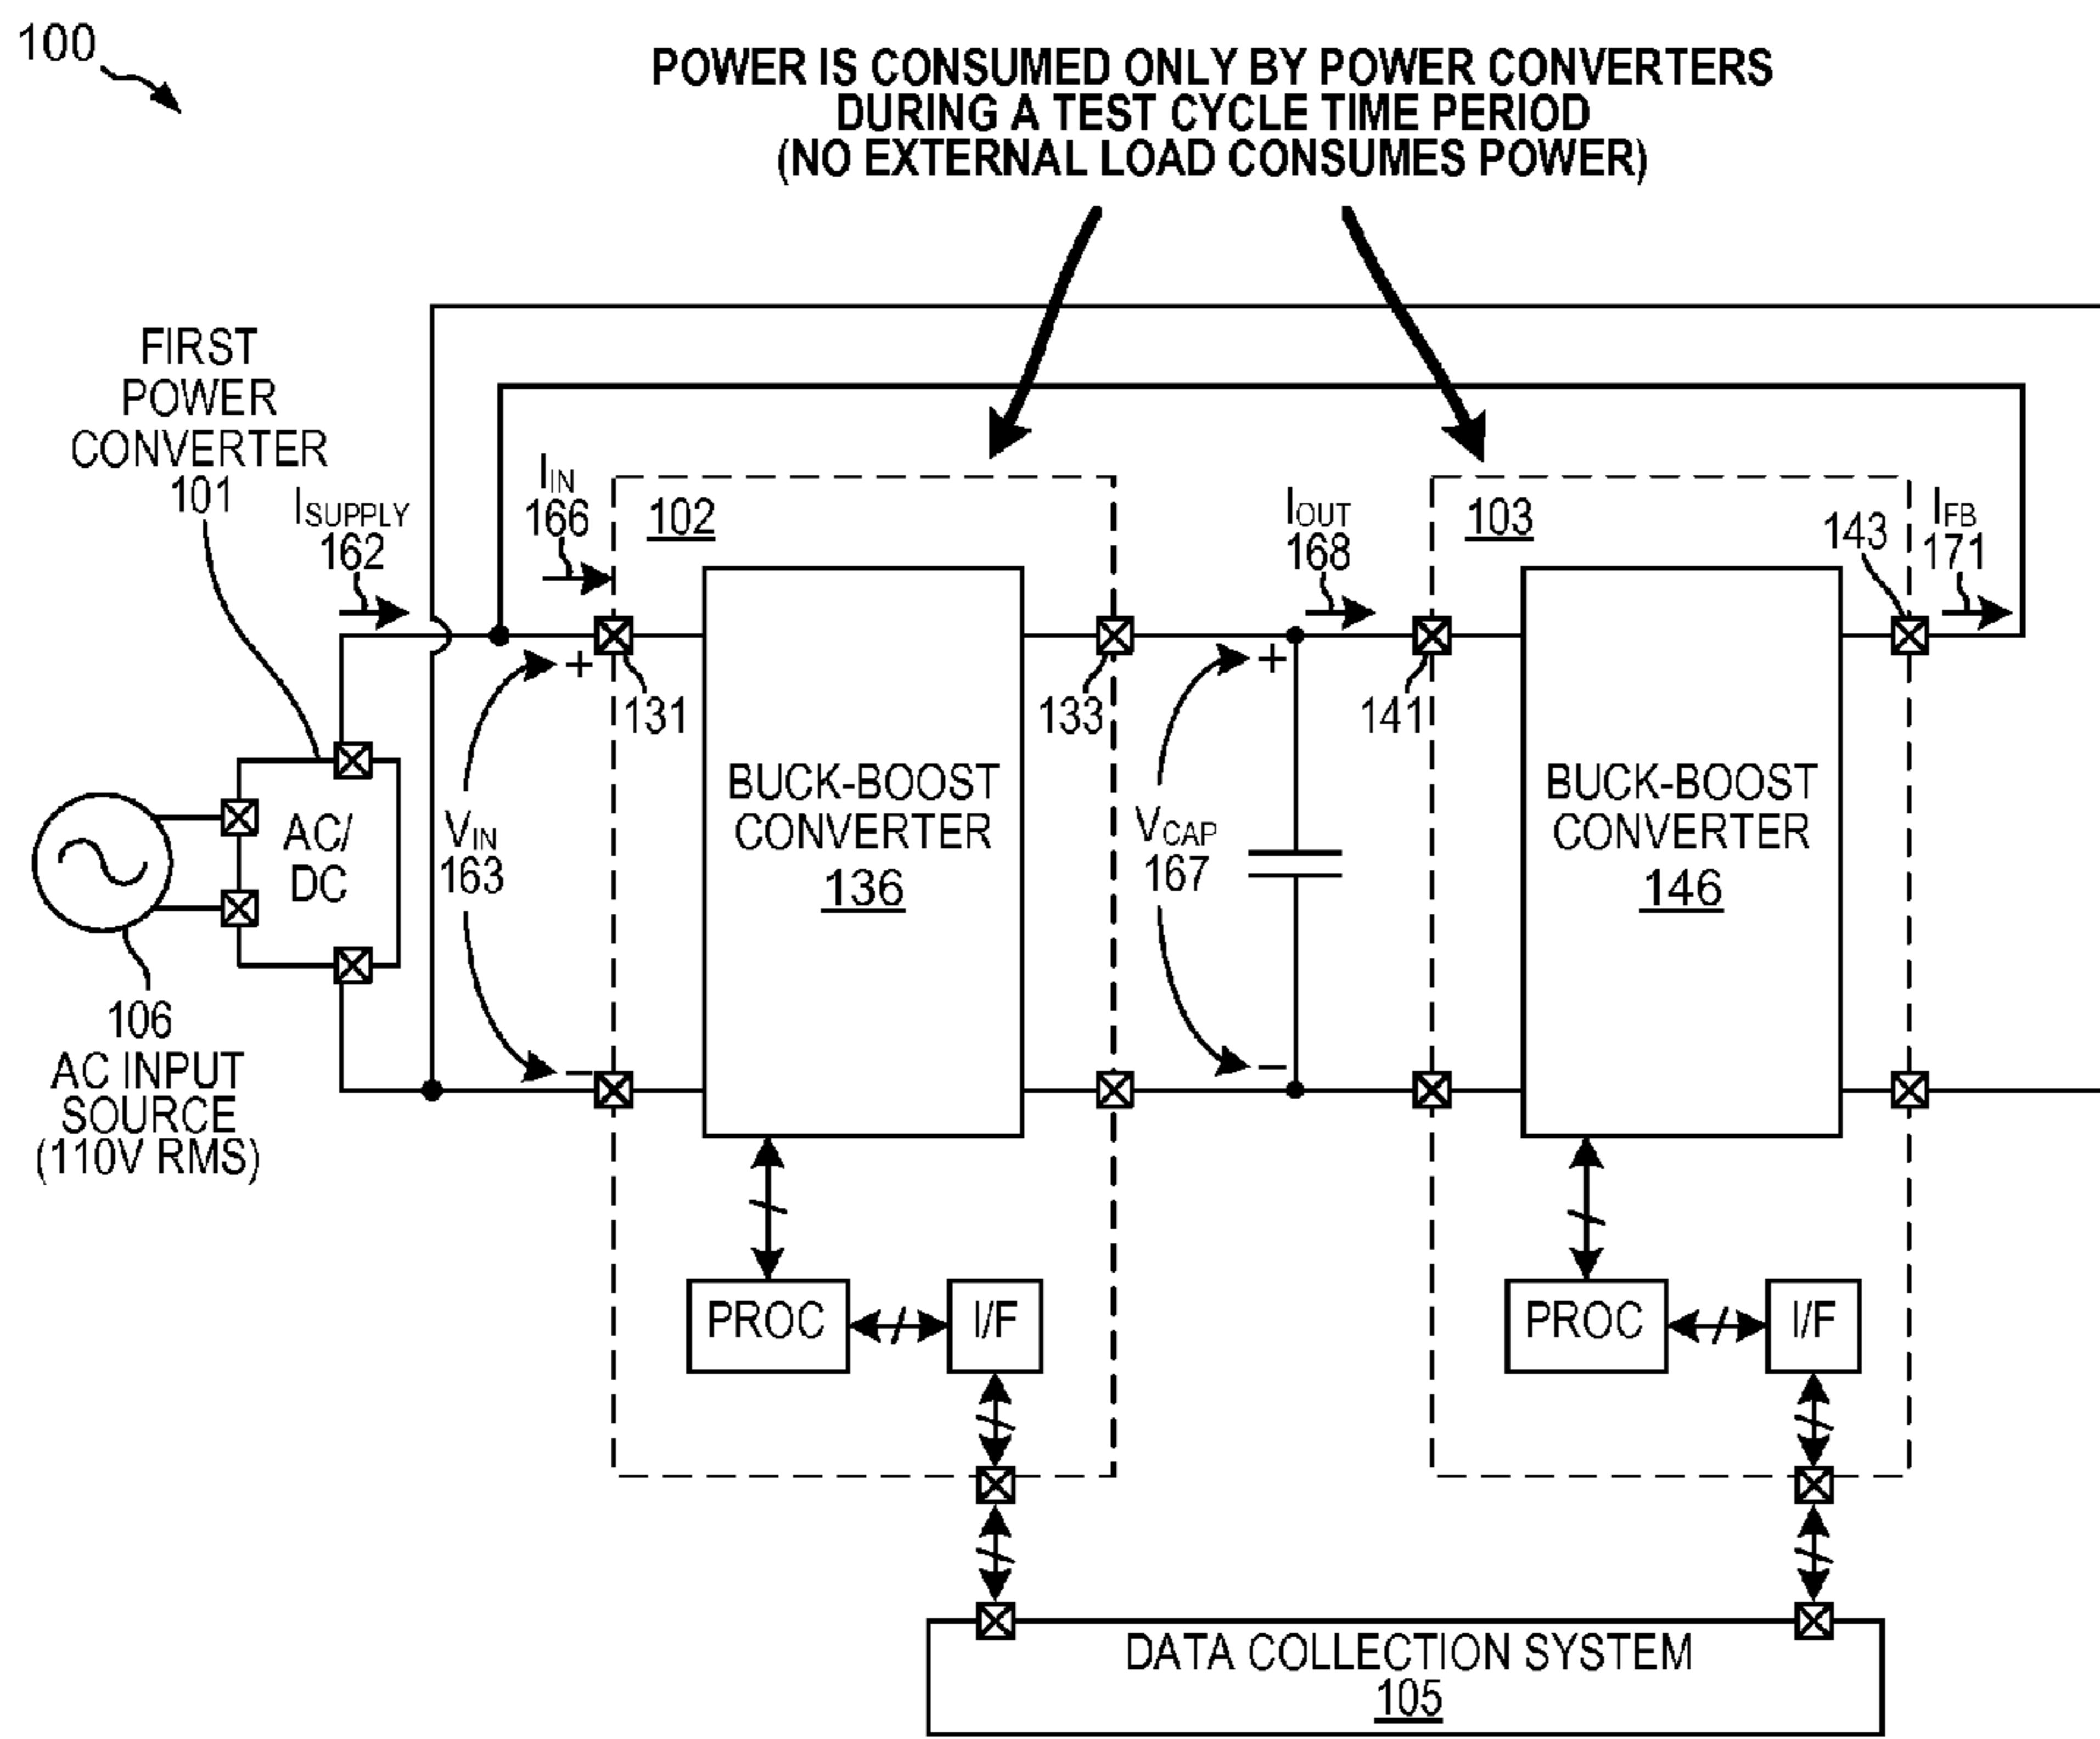 100
POWER IS CONSUMED ONLY BY POWER CONVERTERS
DURING A TEST CYCLE TIME PERIOD
(NO EXTERNAL LOAD CONSUMES POWER)
FIRST
POWER
CONVERTER
101
ISUPPLY
162
IIN
166
102
IOUT
168
103
143
IFB
171
131
133
141
AC/
DC
VIN
163
BUCK-BOOST
CONVERTER
136
VCAP
167
BUCK-BOOST
CONVERTER
146
+
−
+
−
106
AC INPUT
SOURCE
(110V RMS)
PROC
I/F
PROC
I/F
DATA COLLECTION SYSTEM
105